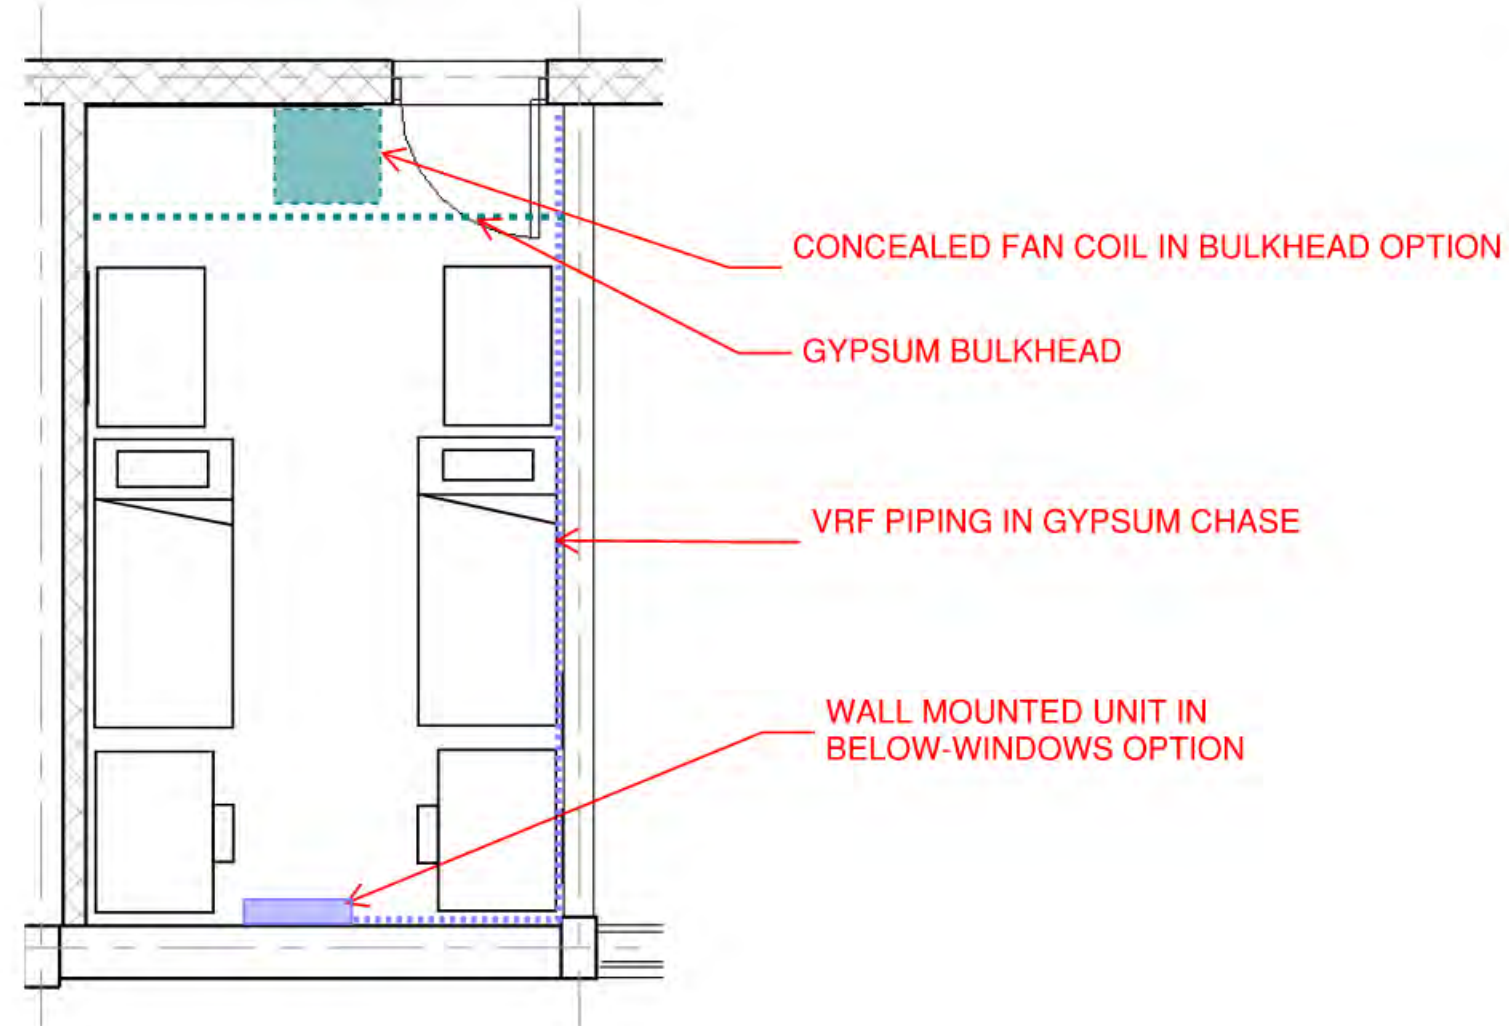 CONCEALED FAN COIL IN BULKHEAD OPTION
GYPSUM BULKHEAD
VRF PIPING IN GYPSUM CHASE
WALL MOUNTED UNIT IN
BELOW-WINDOWS OPTION